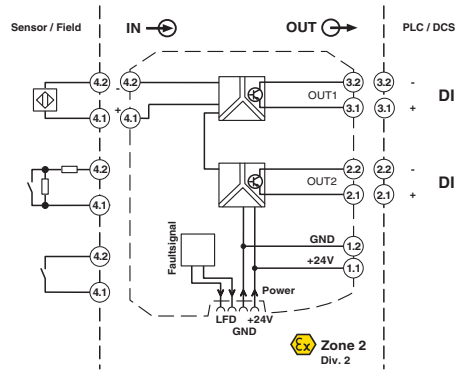 Sensor / Field
IN
OUT
PLC / DCS
4.2
4.2
-
3.2
3.2
-
OUT1
DI
4.1
+
4.1
3.1
3.1
+
4.2
2.2
2.2
-
OUT2
DI
4.1
2.1
2.1
+
Faultsignal
GND
1.2
4.2
+24V
1.1
4.1
Power
LFD
+24V
GND
Ex
Zone 2
Div. 2